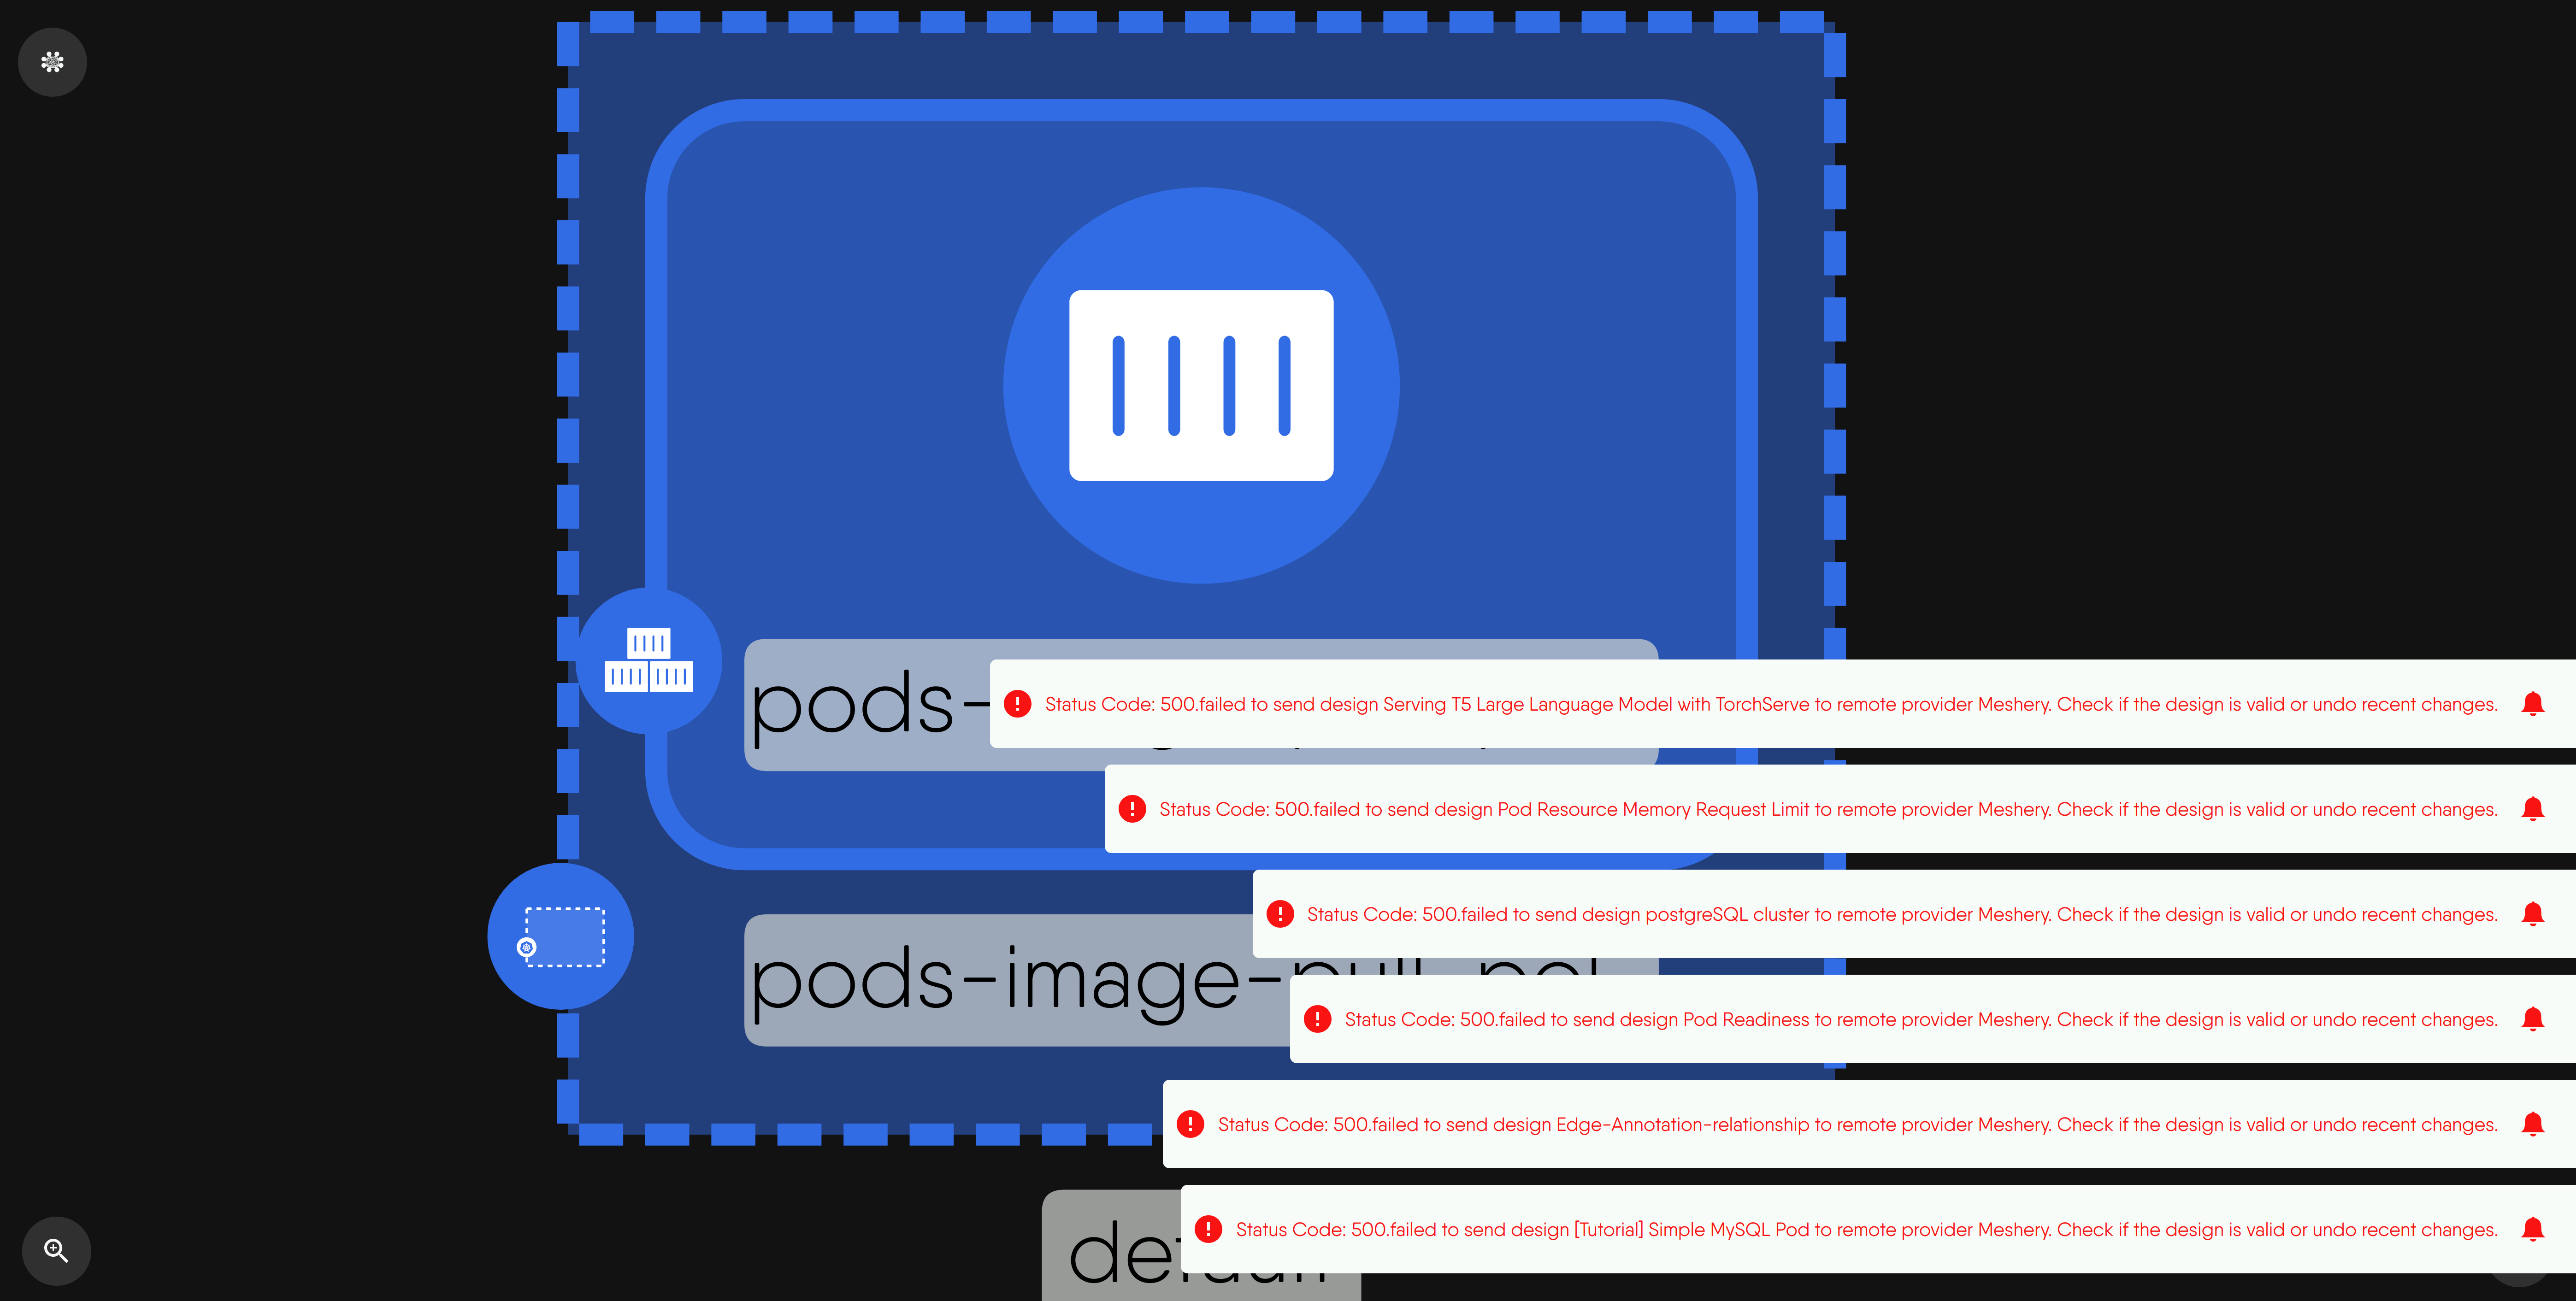 pods-
Status Code: 500.failed to send design Serving T5 Large Language Model with TorchServe to remote provider Meshery. Check if the design is valid or undo recent changes.
Status Code: 500.failed to send design Pod Resource Memory Request Limit to remote provider Meshery. Check if the design is valid or undo recent changes.
Status Code: 500.failed to send design postgreSQL cluster to remote provider Meshery. Check if the design is valid or undo recent changes.
pods-image-pull-pol
Status Code: 500.failed to send design Pod Readiness to remote provider Meshery. Check if the design is valid or undo recent changes.
Status Code: 500.failed to send design Edge-Annotation-relationship to remote provider Meshery. Check if the design is valid or undo recent changes.
Status Code: 500.failed to send design [Tutorial] Simple MySQL Pod to remote provider Meshery. Check if the design is valid or undo recent changes.
default